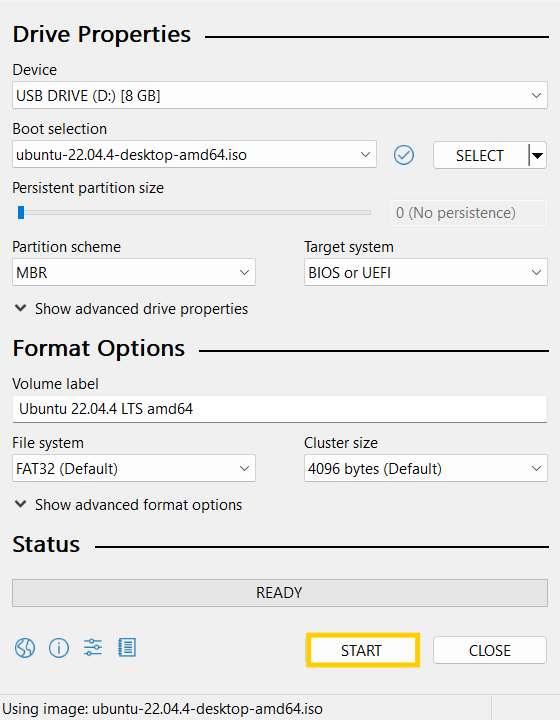 Drive Properties
Device
USB DRIVE (D:) [8 GB]
Boot selection
ubuntu-22.04.4-desktop-amd64.iso
SELECT
Persistent partition size
0 (No persistence)
Partition scheme
Target system
MBR
BIOS or UEFI
Show advanced drive properties
Format Options
Volume label
Ubuntu 22.04.4 LTS amd64
File system
Cluster size
FAT32 (Default)
4096 bytes (Default)
Show advanced format options
Status
READY
START
CLOSE
Using image: ubuntu-22.04.4-desktop-amd64.iso